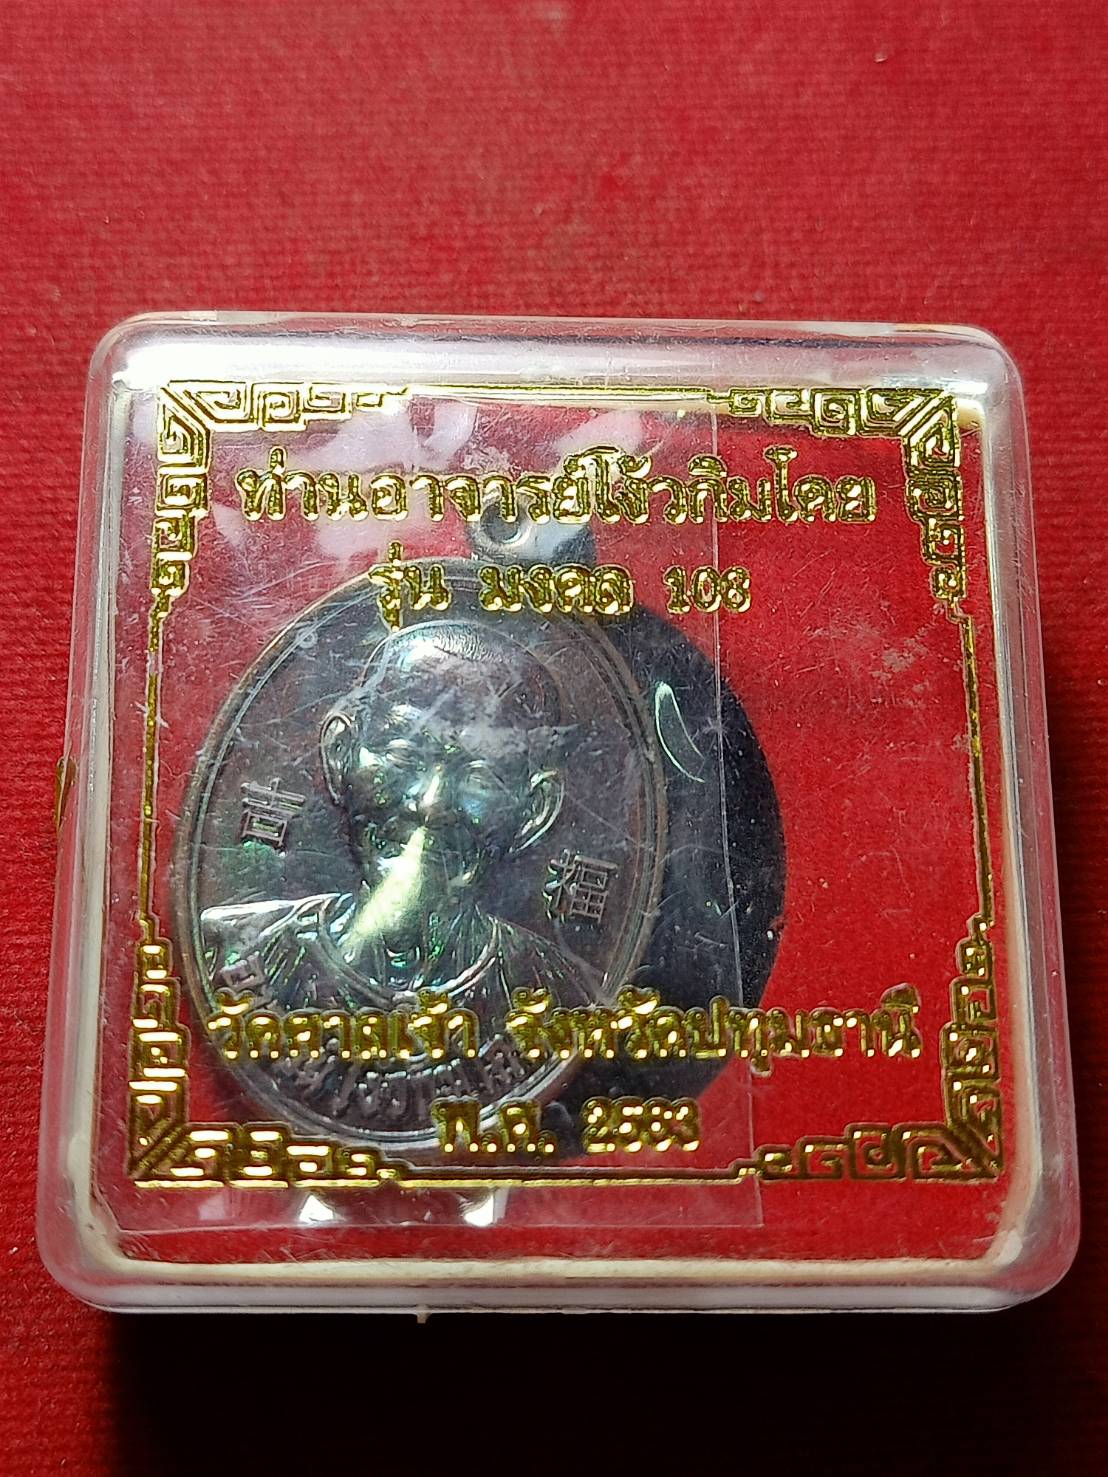 ท่านอาจารย์โง้วกิมโคย
รุ่น มงคล 108
吉
福
วัดศาลเจ้า จังหวัดปทุมธานี
พ.ศ. 2563